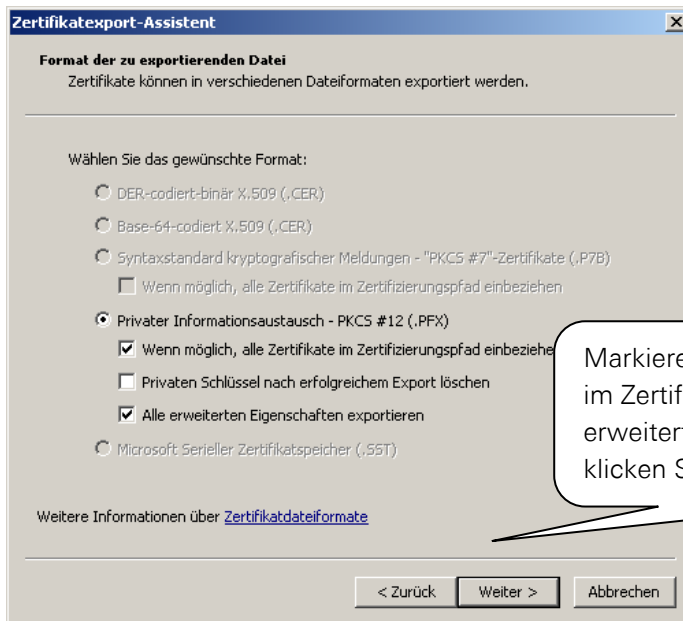 Zertifikatexport-Assistent
Format der zu exportierenden Datei
Zertifikate können in verschiedenen Dateiformaten exportiert werden.
Wählen Sie das gewünschte Format:
DER-codiert-binär X.509 (.CER)
Base-64-codiert X.509 (.CER)
Syntaxstandard kryptografischer Meldungen - "PKCS #7"-Zertifikate (.P7B)
Wenn möglich, alle Zertifikate im Zertifizierungspfad einbeziehen
Privater Informationsaustausch - PKCS #12 (.PFX)
Wenn möglich, alle Zertifikate im Zertifizierungspfad einbeziehe
Privaten Schlüssel nach erfolgreichem Export löschen
Alle erweiterten Eigenschaften exportieren
Microsoft Serieller Zertifikatspeicher (.SST)
Markiere
im Zertif
erweiter
klicken S
Weitere Informationen über Zertifikatdateiformate
< Zurück Weiter > Abbrechen